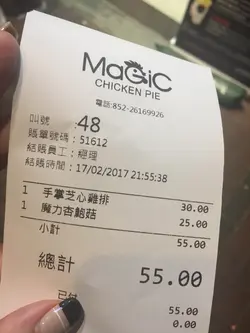 MaGiC
CHICKEN PIE
電話:852-26169926
叫號 :48
賬單號碼:51612
結賬員工:經理
結賬時間:17/02/2017 21:55:38
1 手掌芝心雞排 30.00
1 魔力杏鮑菇 25.00
小計 55.00
總計 55.00
55.00
0.00